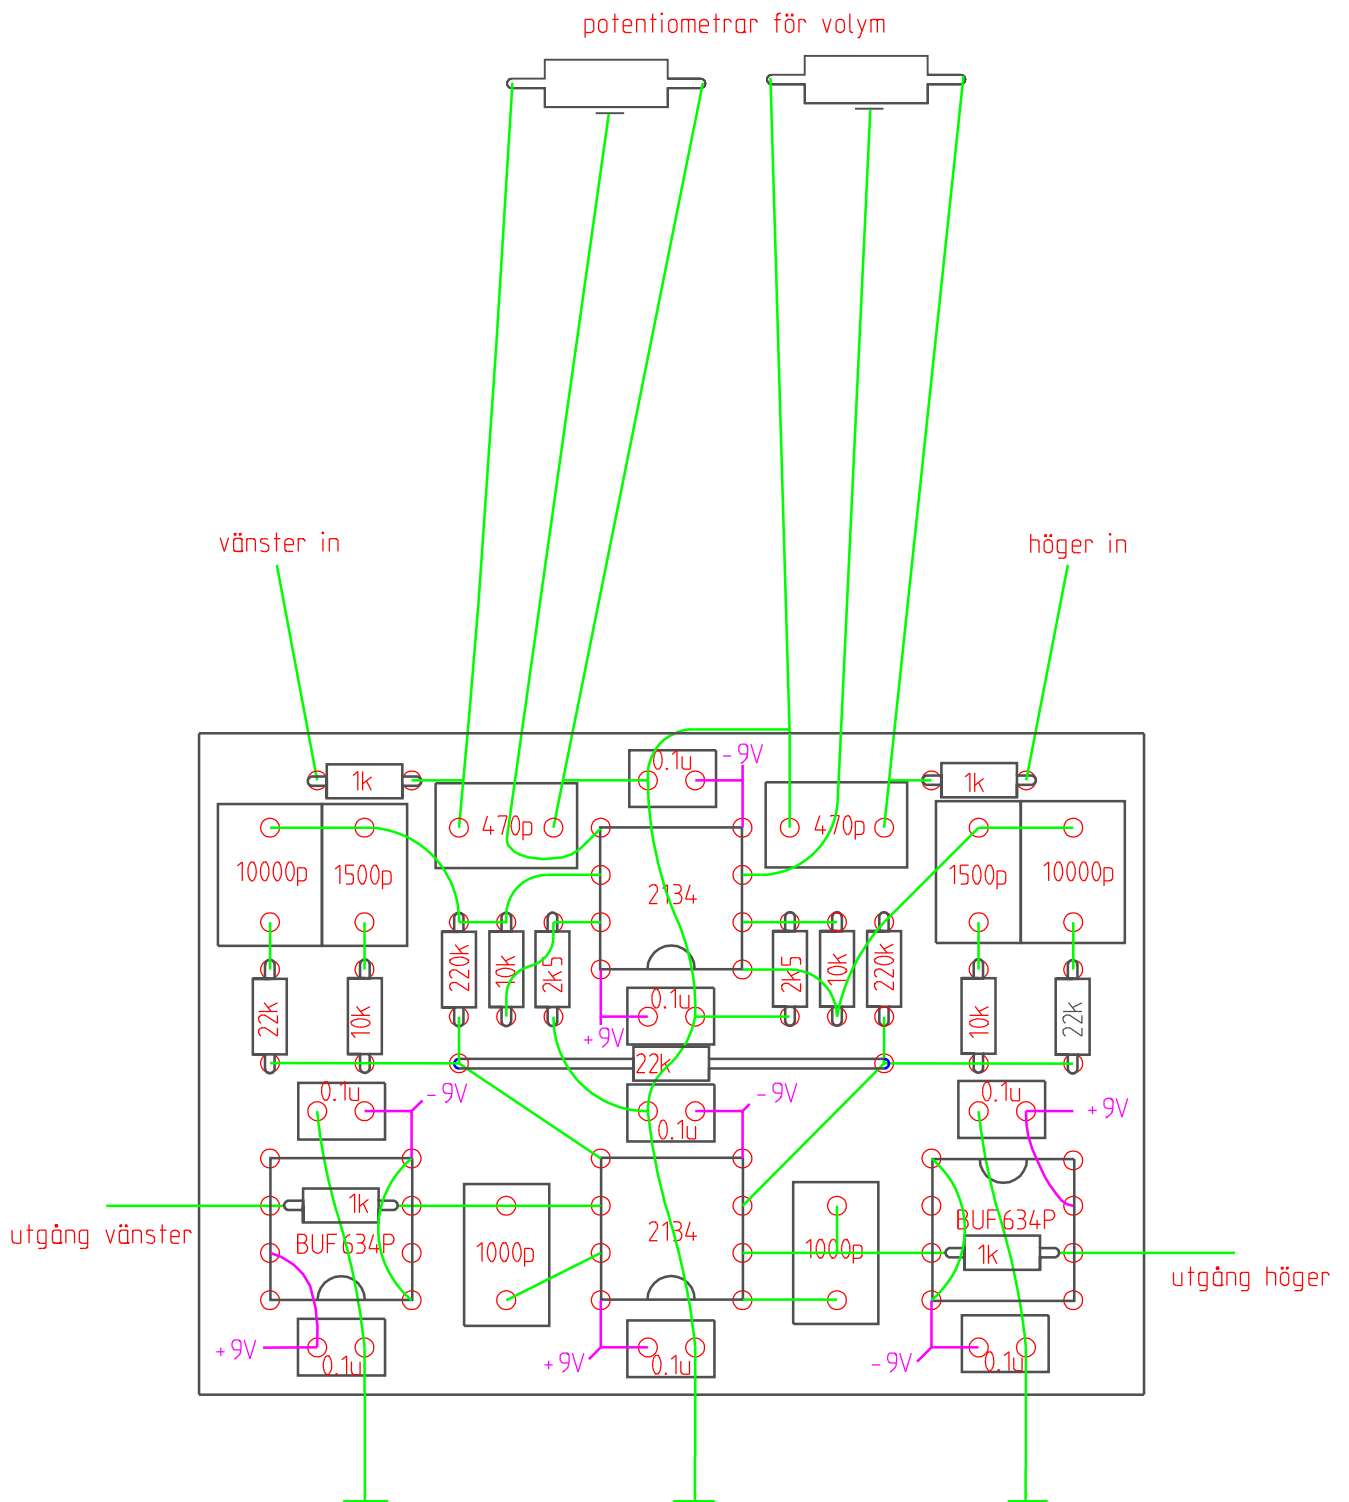 potentiometrar för volym
vänster in
höger in
0.1u
-9V
1k
1k
470p
470p
10000p
1500p
2134
1500p
10000p
220k
10k
2k5
2k5
10k
220k
0.1u
22k
10k
+9V
10k
22k
22k
0.1u
-9V
-9V
0.1u
+9V
0.1u
1k
utgång vänster
BUF634P
1000p
2134
1000p
BUF634P
1k
utgång höger
+9V
0.1u
+9V
0.1u
-9V
0.1u